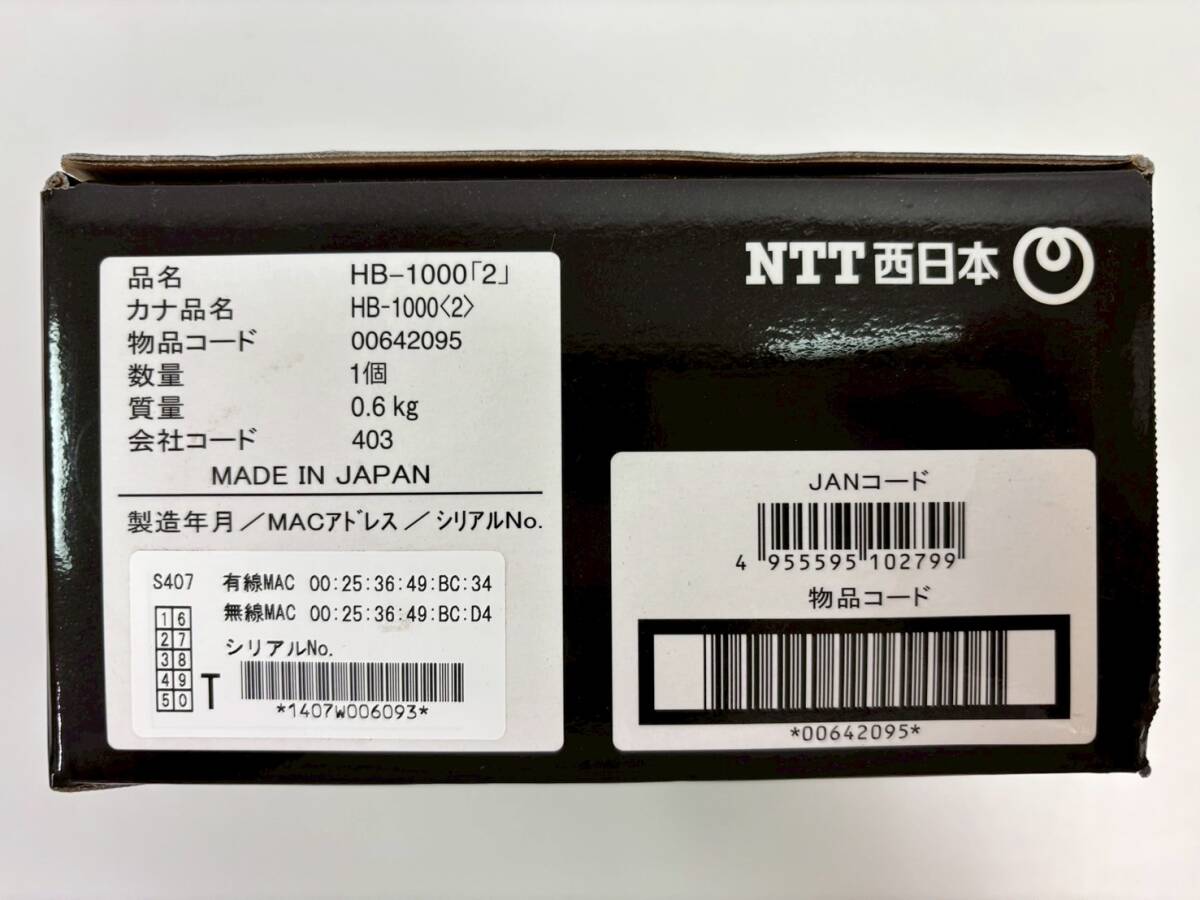 品名 HB-1000「2」
カナ品名 HB-1000〈2〉
物品コード 00642095
数量 1個
質量 0.6kg
会社コード 403
MADE IN JAPAN
製造年月／MACアドレス／シリアルNo.
S407 有線MAC 00:25:36:49:BC:34
無線MAC 00:25:36:49:BC:D4
シリアルNo.
1 6
2 7
3 8
4 9
5 0
T
*1407W006093*
NTT西日本
JANコード
4 955595 102799
物品コード
*00642095*